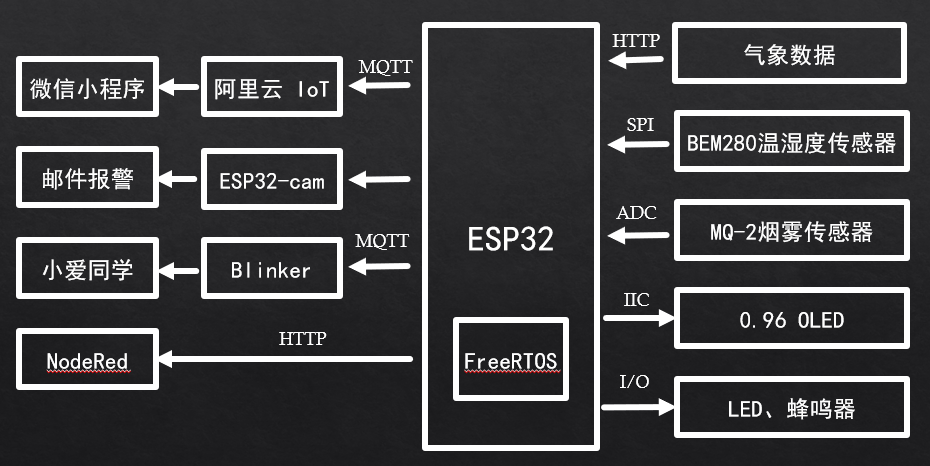 微信小程序
阿里云 IoT
MQTT
邮件报警
ESP32-cam
小爱同学
Blinker
MQTT
NodeRed
HTTP
ESP32
FreeRTOS
HTTP
气象数据
SPI
BEM280温湿度传感器
ADC
MQ-2烟雾传感器
IIC
0.96 OLED
I/O
LED、蜂鸣器